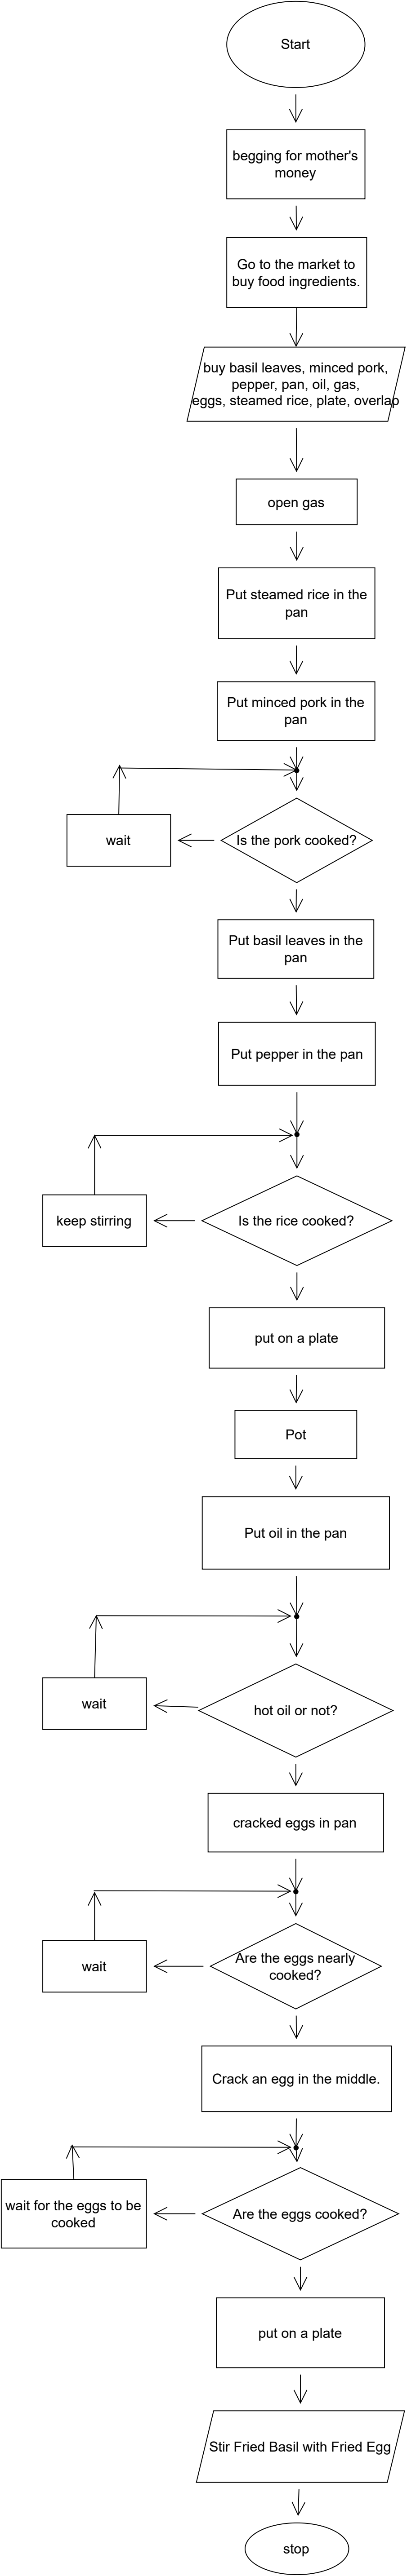 Start
begging for mother's
money
Go to the market to
buy food ingredients.
buy basil leaves, minced pork,
pepper, pan, oil, gas,
eggs, steamed rice, plate, overlap
open gas
Put steamed rice in the
pan
Put minced pork in the
pan
wait
Is the pork cooked?
Put basil leaves in the
pan
Put pepper in the pan
keep stirring
Is the rice cooked?
put on a plate
Pot
Put oil in the pan
wait
hot oil or not?
cracked eggs in pan
wait
Are the eggs nearly
cooked?
Crack an egg in the middle.
wait for the eggs to be
cooked
Are the eggs cooked?
put on a plate
Stir Fried Basil with Fried Egg
stop